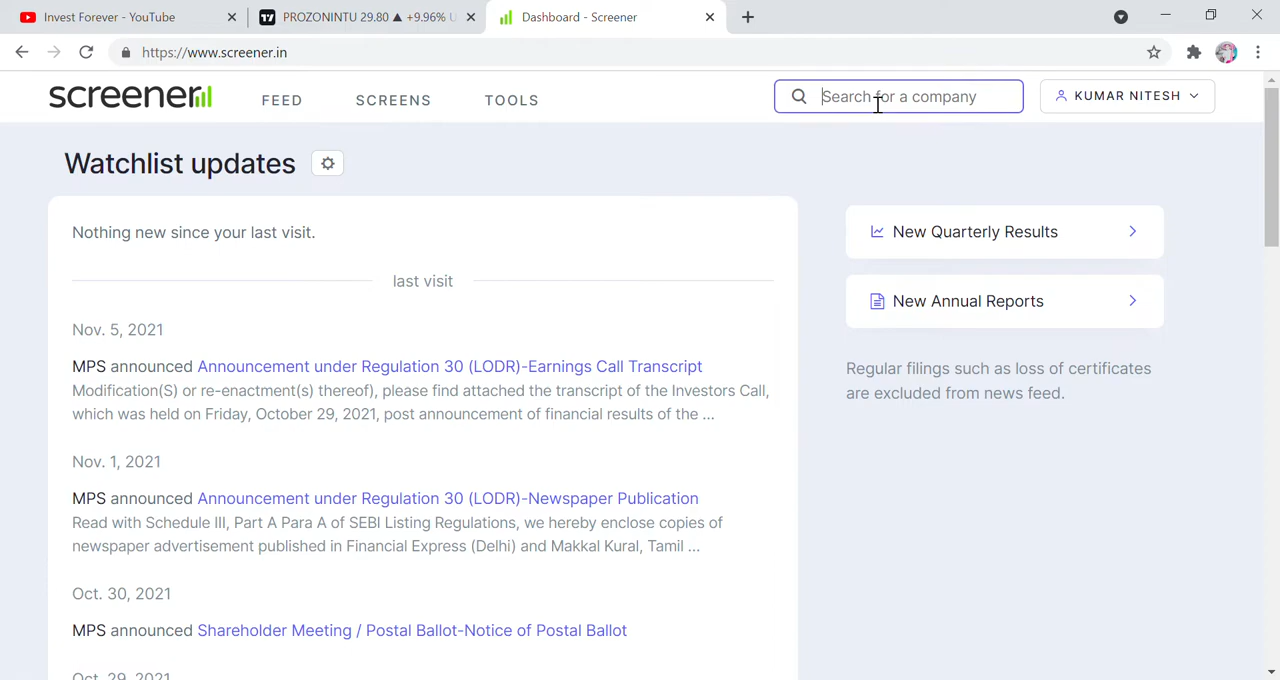 Invest Forever - YouTube
PROZONINTU 29.80 ▲ +9.96%
Dashboard - Screener
https://www.screener.in
screener
FEED
SCREENS
TOOLS
Search for a company
KUMAR NITESH
Watchlist updates
Nothing new since your last visit.
last visit
Nov. 5, 2021
MPS announced Announcement under Regulation 30 (LODR)-Earnings Call Transcript
Modification(S) or re-enactment(s) thereof), please find attached the transcript of the Investors Call,
which was held on Friday, October 29, 2021, post announcement of financial results of the ...
Nov. 1, 2021
MPS announced Announcement under Regulation 30 (LODR)-Newspaper Publication
Read with Schedule III, Part A Para A of SEBI Listing Regulations, we hereby enclose copies of
newspaper advertisement published in Financial Express (Delhi) and Makkal Kural, Tamil ...
Oct. 30, 2021
MPS announced Shareholder Meeting / Postal Ballot-Notice of Postal Ballot
Oct. 29, 2021
New Quarterly Results
New Annual Reports
Regular filings such as loss of certificates
are excluded from news feed.